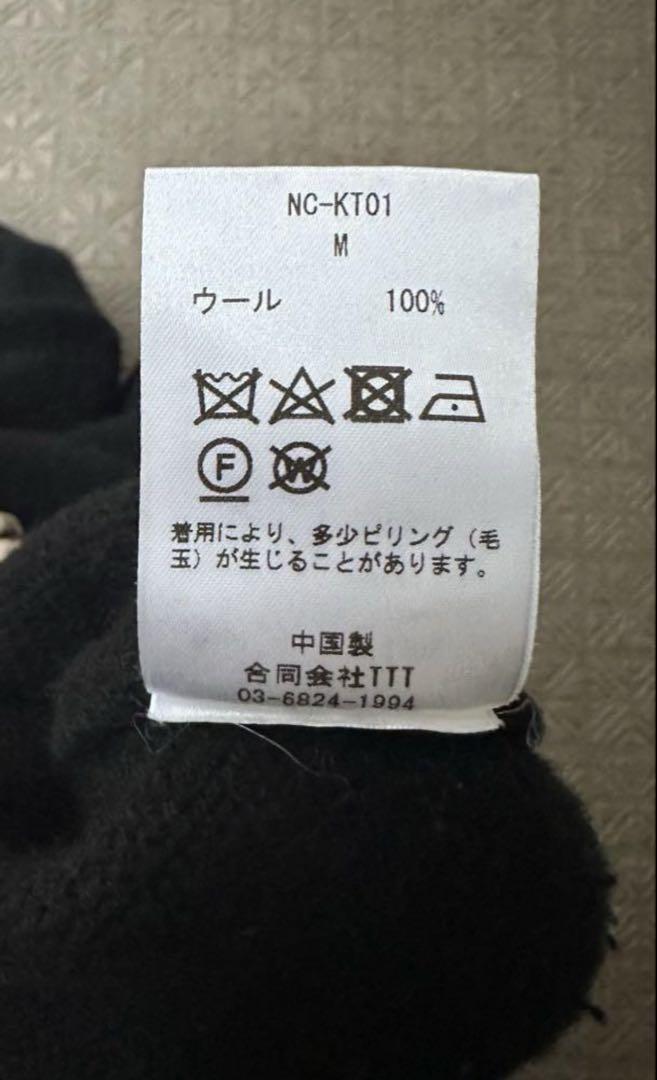 NC-KT01
M
ウール 100%
F W
着用により、多少ピリング（毛
玉）が生じることがあります。
中国製
合同会社TTT
03-6824-1994